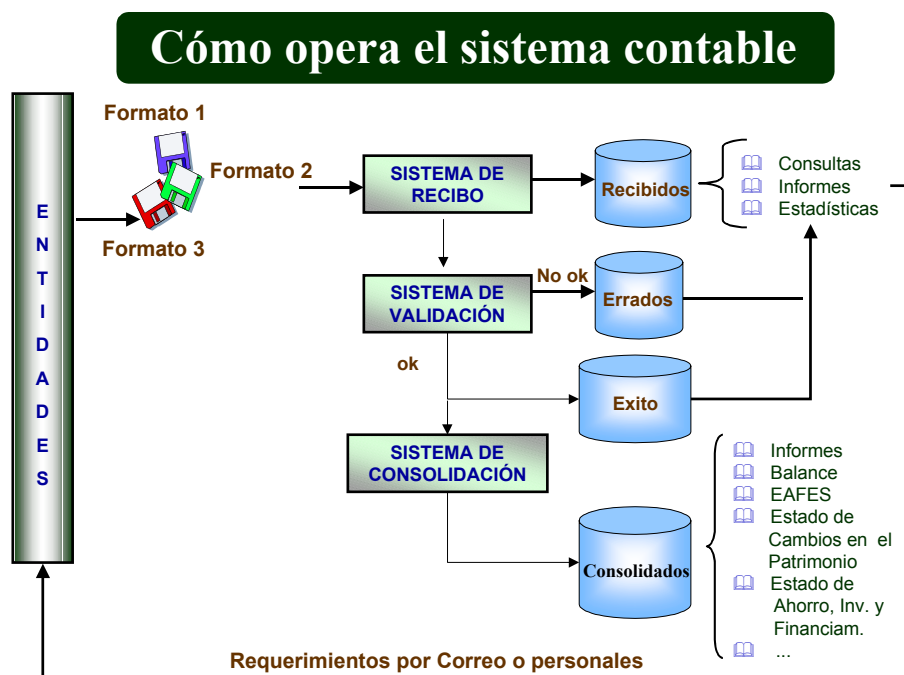 Cómo opera el sistema contable
ENTIDADES
Formato 1
Formato 2
Formato 3
SISTEMA DE
RECIBO
Recibidos
Consultas
Informes
Estadísticas
SISTEMA DE
VALIDACIÓN
No ok
Errados
ok
Exito
SISTEMA DE
CONSOLIDACIÓN
Consolidados
Informes
Balance
EAFES
Estado de
Cambios en el
Patrimonio
Estado de
Ahorro, Inv. y
Financiam.
...
Requerimientos por Correo o personales